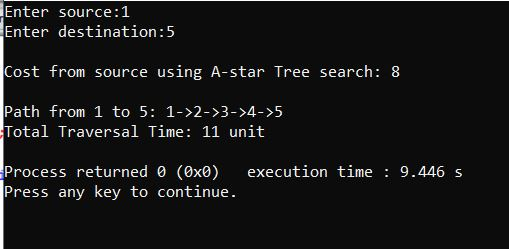 Enter source:1
Enter destination:5
Cost from source using A-star Tree search: 8
Path from 1 to 5: 1->2->3->4->5
Total Traversal Time: 11 unit
Process returned 0 (0x0)   execution time : 9.446 s
Press any key to continue.